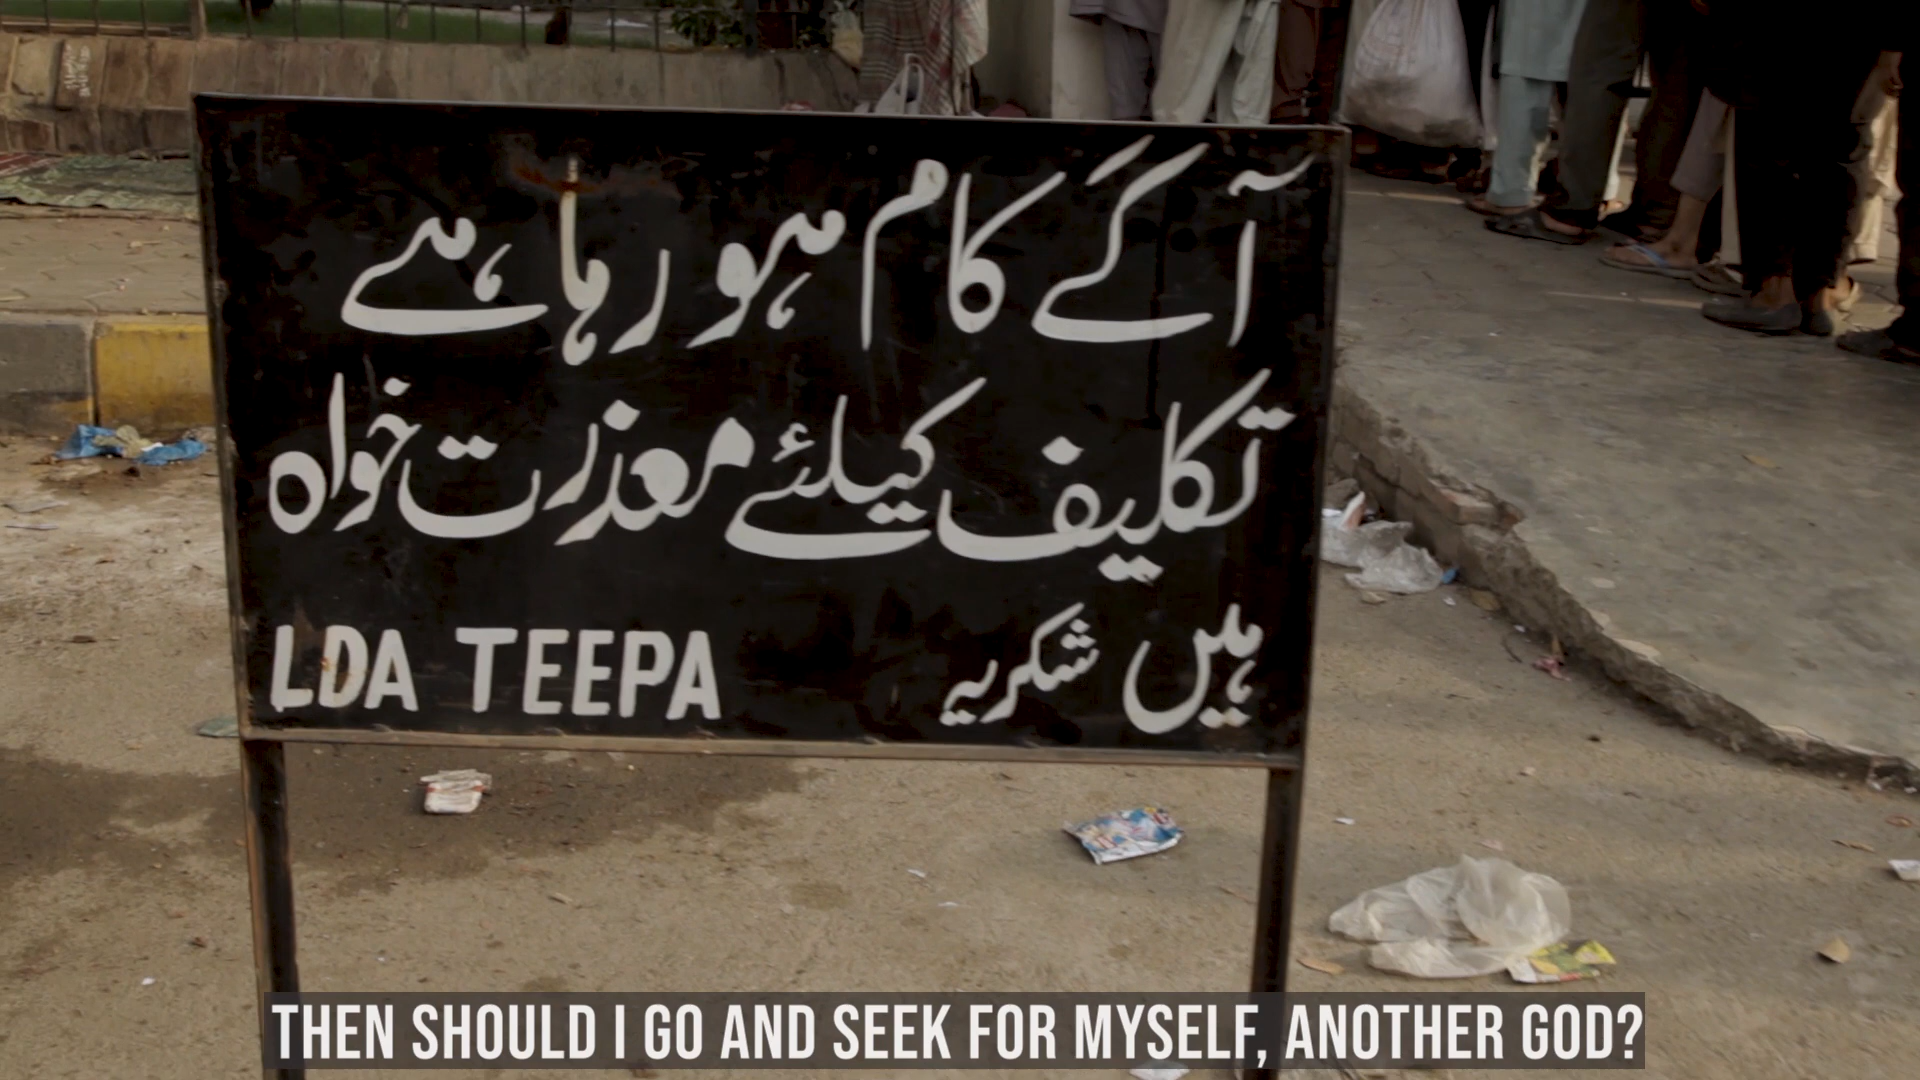 آگے کام ہو رہا ہے
تکلیف کیلئے معذرت خواہ
ہیں شکریہ
LDA TEEPA
THEN SHOULD I GO AND SEEK FOR MYSELF, ANOTHER GOD?